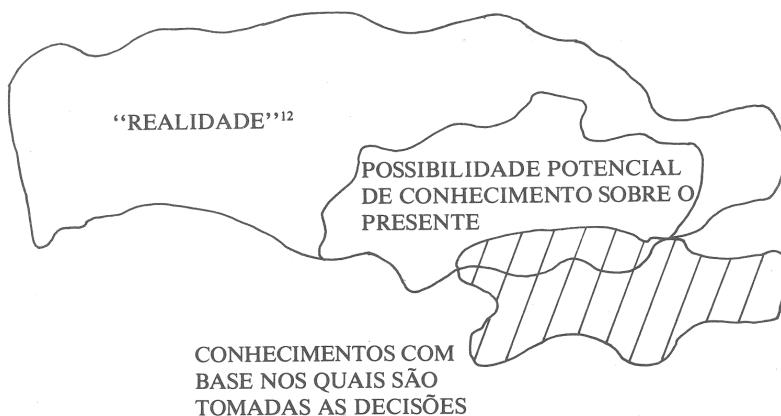 “REALIDADE”¹²
POSSIBILIDADE POTENCIAL
DE CONHECIMENTO SOBRE O
PRESENTE
CONHECIMENTOS COM
BASE NOS QUAIS SÃO
TOMADAS AS DECISÕES